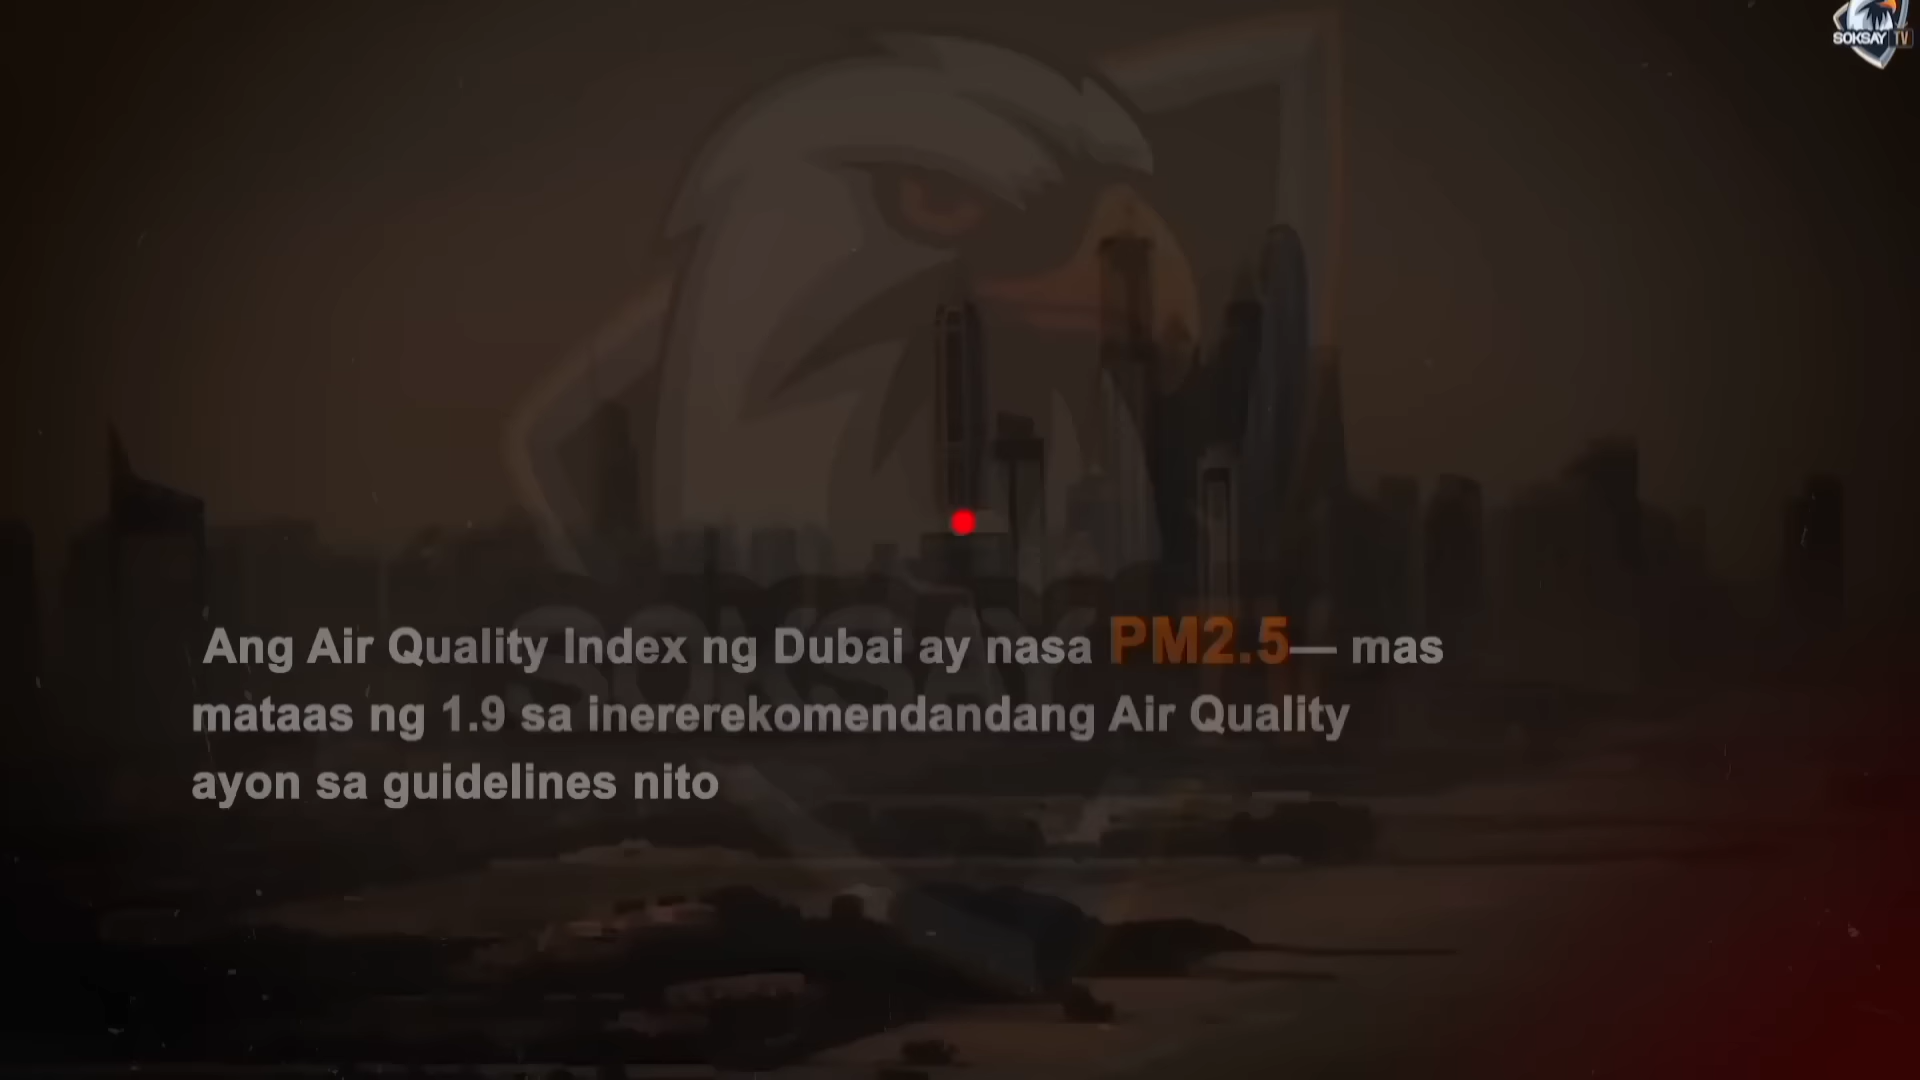 SOKSAY TV
Ang Air Quality Index ng Dubai ay nasa PM2.5— mas
mataas ng 1.9 sa inererekomendandang Air Quality
ayon sa guidelines nito
SOKSAY